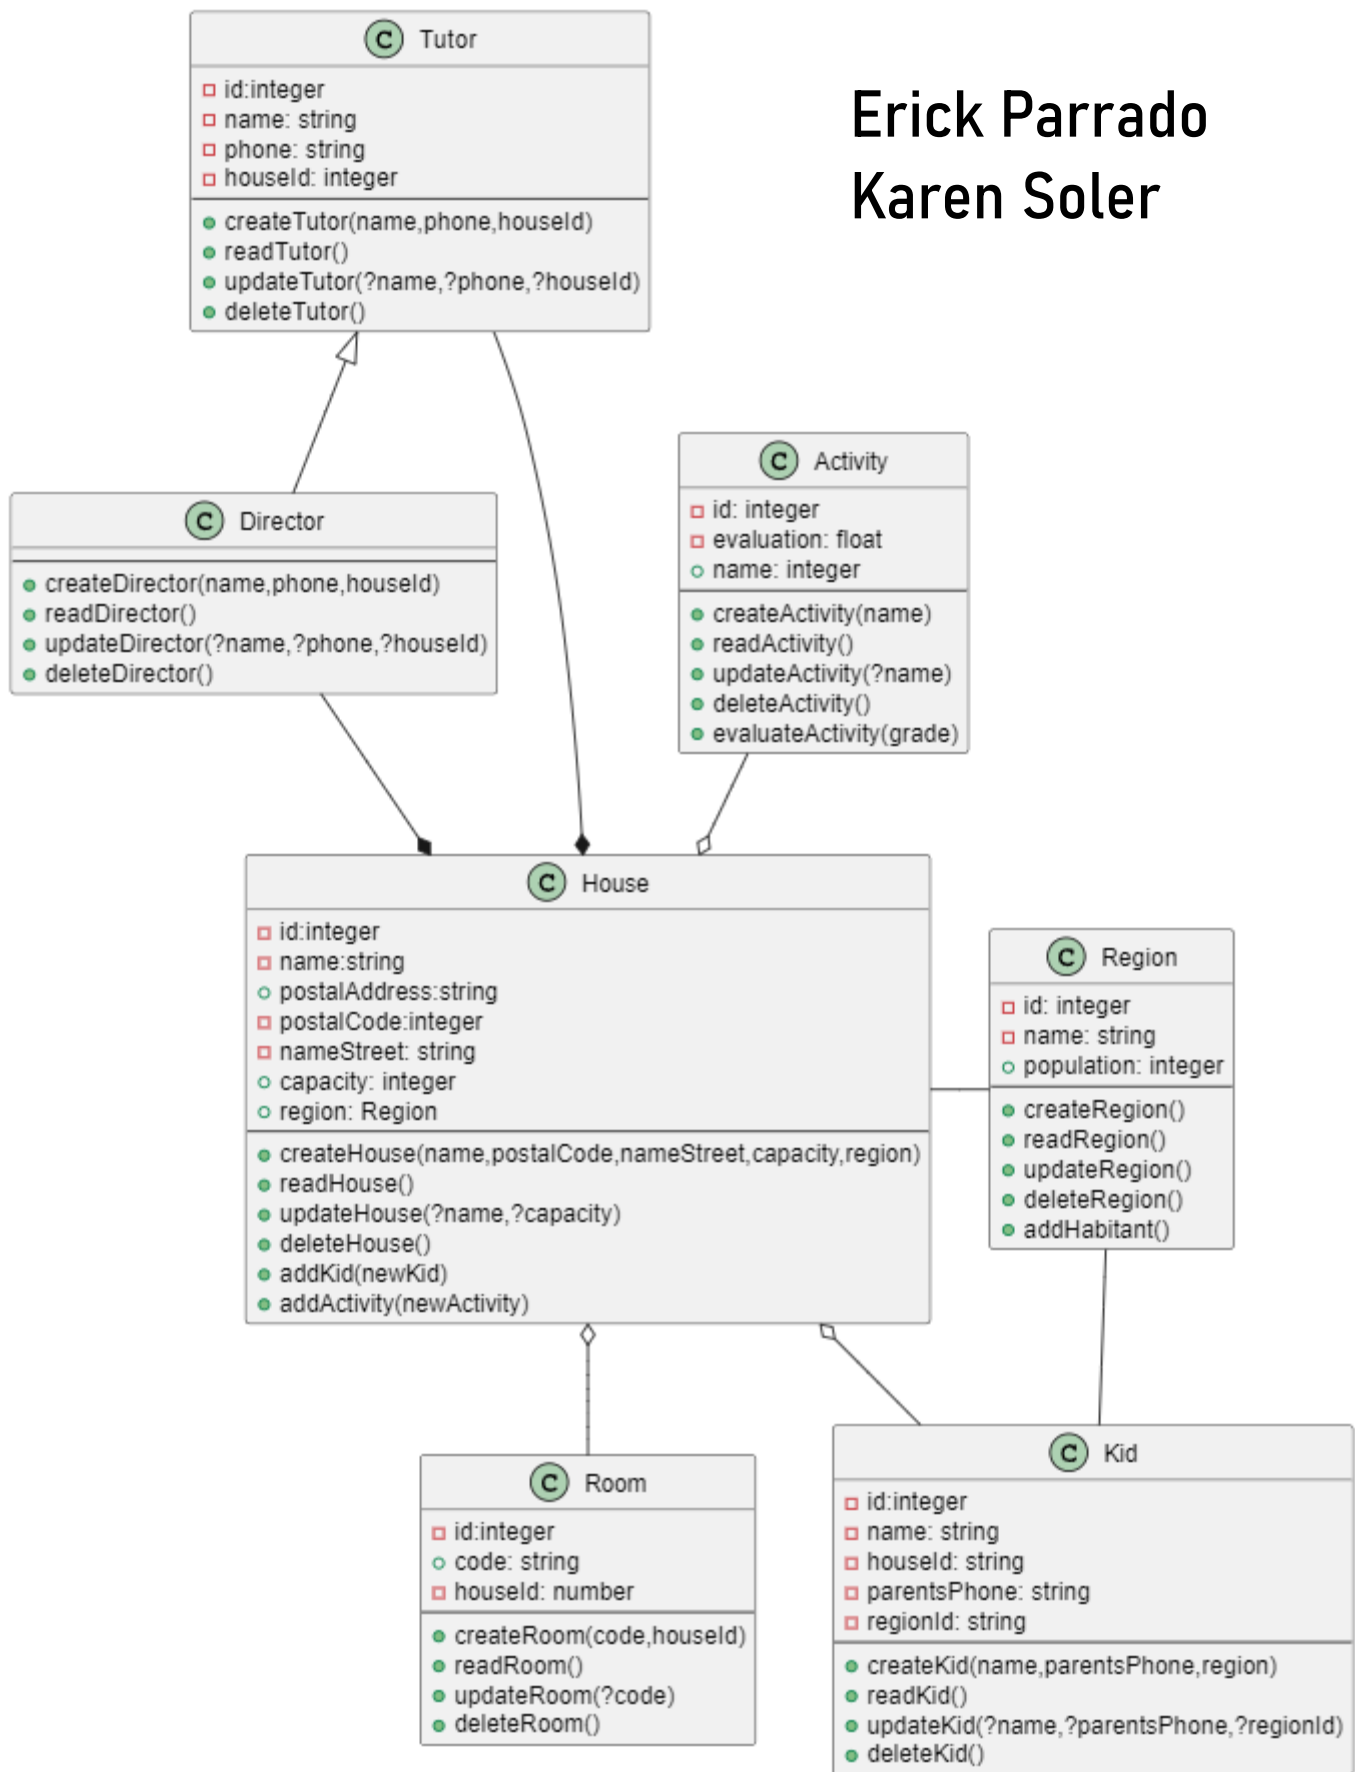 C Tutor
id:integer
name: string
phone: string
houseId: integer
createTutor(name,phone,houseId)
readTutor()
updateTutor(?name,?phone,?houseId)
deleteTutor()
Erick Parrado
Karen Soler
C Director
createDirector(name,phone,houseId)
readDirector()
updateDirector(?name,?phone,?houseId)
deleteDirector()
C Activity
id: integer
evaluation: float
name: integer
createActivity(name)
readActivity()
updateActivity(?name)
deleteActivity()
evaluateActivity(grade)
C House
id:integer
name:string
postalAddress:string
postalCode:integer
nameStreet: string
capacity: integer
region: Region
createHouse(name,postalCode,nameStreet,capacity,region)
readHouse()
updateHouse(?name,?capacity)
deleteHouse()
addKid(newKid)
addActivity(newActivity)
C Region
id: integer
name: string
population: integer
createRegion()
readRegion()
updateRegion()
deleteRegion()
addHabitant()
C Room
id:integer
code: string
houseId: number
createRoom(code,houseId)
readRoom()
updateRoom(?code)
deleteRoom()
C Kid
id:integer
name: string
houseId: string
parentsPhone: string
regionId: string
createKid(name,parentsPhone,region)
readKid()
updateKid(?name,?parentsPhone,?regionId)
deleteKid()